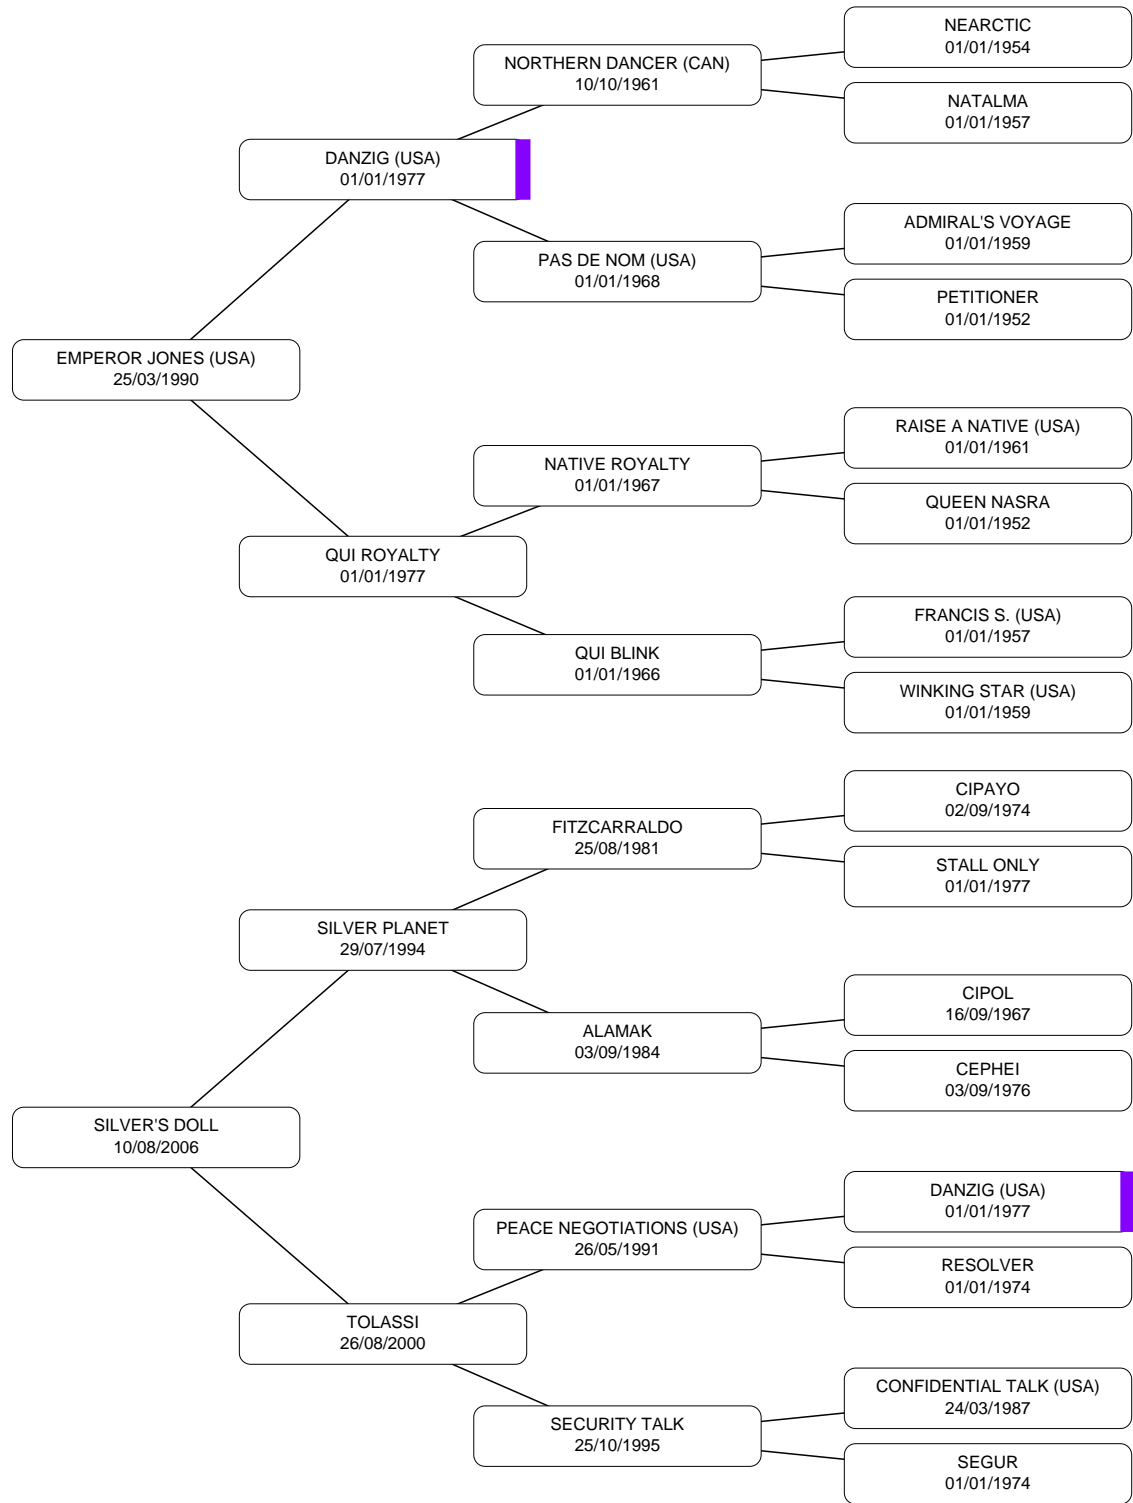 NEARCTIC
01/01/1954
NORTHERN DANCER (CAN)
10/10/1961
NATALMA
01/01/1957
DANZIG (USA)
01/01/1977
ADMIRAL'S VOYAGE
01/01/1959
PAS DE NOM (USA)
01/01/1968
PETITIONER
01/01/1952
EMPEROR JONES (USA)
25/03/1990
RAISE A NATIVE (USA)
01/01/1961
NATIVE ROYALTY
01/01/1967
QUEEN NASRA
01/01/1952
QUI ROYALTY
01/01/1977
FRANCIS S. (USA)
01/01/1957
QUI BLINK
01/01/1966
WINKING STAR (USA)
01/01/1959
CIPAYO
02/09/1974
FITZCARRALDO
25/08/1981
STALL ONLY
01/01/1977
SILVER PLANET
29/07/1994
CIPOL
16/09/1967
ALAMAK
03/09/1984
CEPHEI
03/09/1976
SILVER'S DOLL
10/08/2006
DANZIG (USA)
01/01/1977
PEACE NEGOTIATIONS (USA)
26/05/1991
RESOLVER
01/01/1974
TOLASSI
26/08/2000
CONFIDENTIAL TALK (USA)
24/03/1987
SECURITY TALK
25/10/1995
SEGUR
01/01/1974